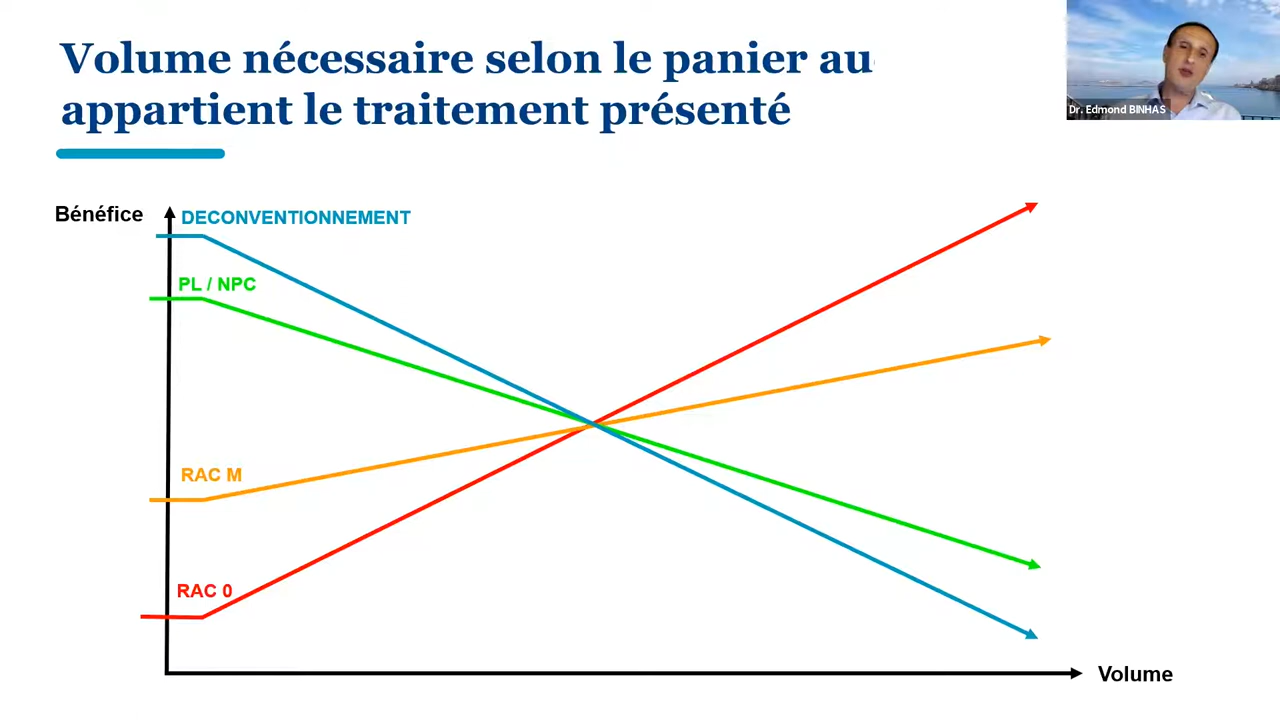 Volume nécessaire selon le panier au
appartient le traitement présenté
Dr. Edmond BINHAS
Bénéfice
DECONVENTIONNEMENT
PL / NPC
RAC M
RAC 0
Volume